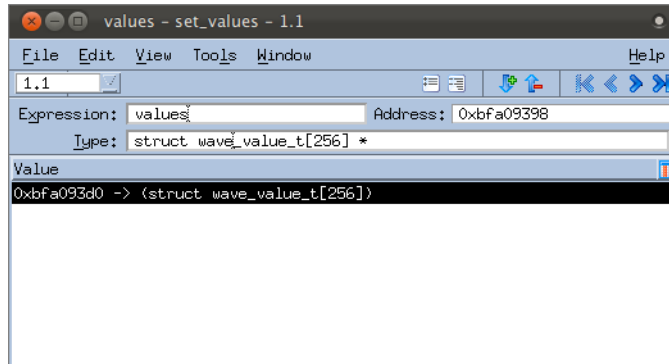 values - set_values - 1.1
File Edit View Tools Window Help
1.1
Expression: values Address: 0xbfa09398
Type: struct wave_value_t[256] *
Value
0xbfa093d0 -> (struct wave_value_t[256])